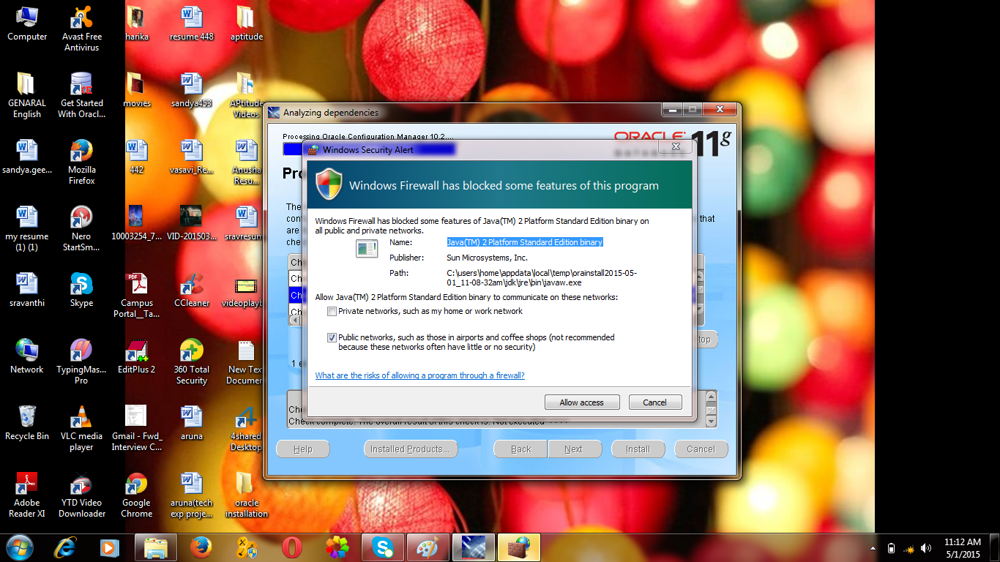 Computer
Avast Free
Antivirus
harika
resume 448
aptitude
GENARAL
English
Get Started
With Oracl...
movies
sandya453
APtitude
Videos
sandya.gee...
Mozilla
Firefox
442
vasavi_Re...
Anusha
Resu...
my resume
(1) (1)
Nero
StartSm...
10003254_7...
VID-201503...
sravresum
sravanthi
Skype
Campus
Portal__Ta...
CCleaner
videoplayb
Network
TypingMas...
Pro
EditPlus 2
360 Total
Security
New Text
Documen
Recycle Bin
VLC media
player
Gmail - Fwd_
Interview C...
aruna
4shared
Desktop
Adobe
Reader XI
YTD Video
Downloader
Google
Chrome
aruna(tech
exp proje...
oracle
installation
Analyzing dependencies
Processing Oracle Configuration Manager 10.2....
ORACLE 11g
DATABASE
Pro
The
con
that
are
che
Che
Ch
Ch
Ch
top
1 e
Windows Security Alert
Windows Firewall has blocked some features of this program
Windows Firewall has blocked some features of Java(TM) 2 Platform Standard Edition binary on
all public and private networks.
Name: Java(TM) 2 Platform Standard Edition binary
Publisher: Sun Microsystems, Inc.
Path: C:\users\home\appdata\local\temp\orainstall2015-05-
01_11-08-32am\jdk\jre\bin\javaw.exe
Allow Java(TM) 2 Platform Standard Edition binary to communicate on these networks:
Private networks, such as my home or work network
Public networks, such as those in airports and coffee shops (not recommended
because these networks often have little or no security)
What are the risks of allowing a program through a firewall?
Allow access Cancel
Che
Check complete. The overall result of this check is: Not executed
Help Installed Products... Back Next Install Cancel
11:12 AM
5/1/2015